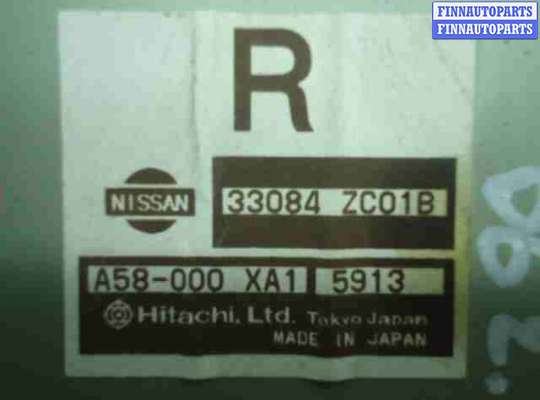 FINNAUTOPARTS
FINNAUTOPARTS
R
NISSAN
33084 ZC01B
A58-000 XA1 5913
Hitachi, Ltd. Tokyo Japan
MADE IN JAPAN